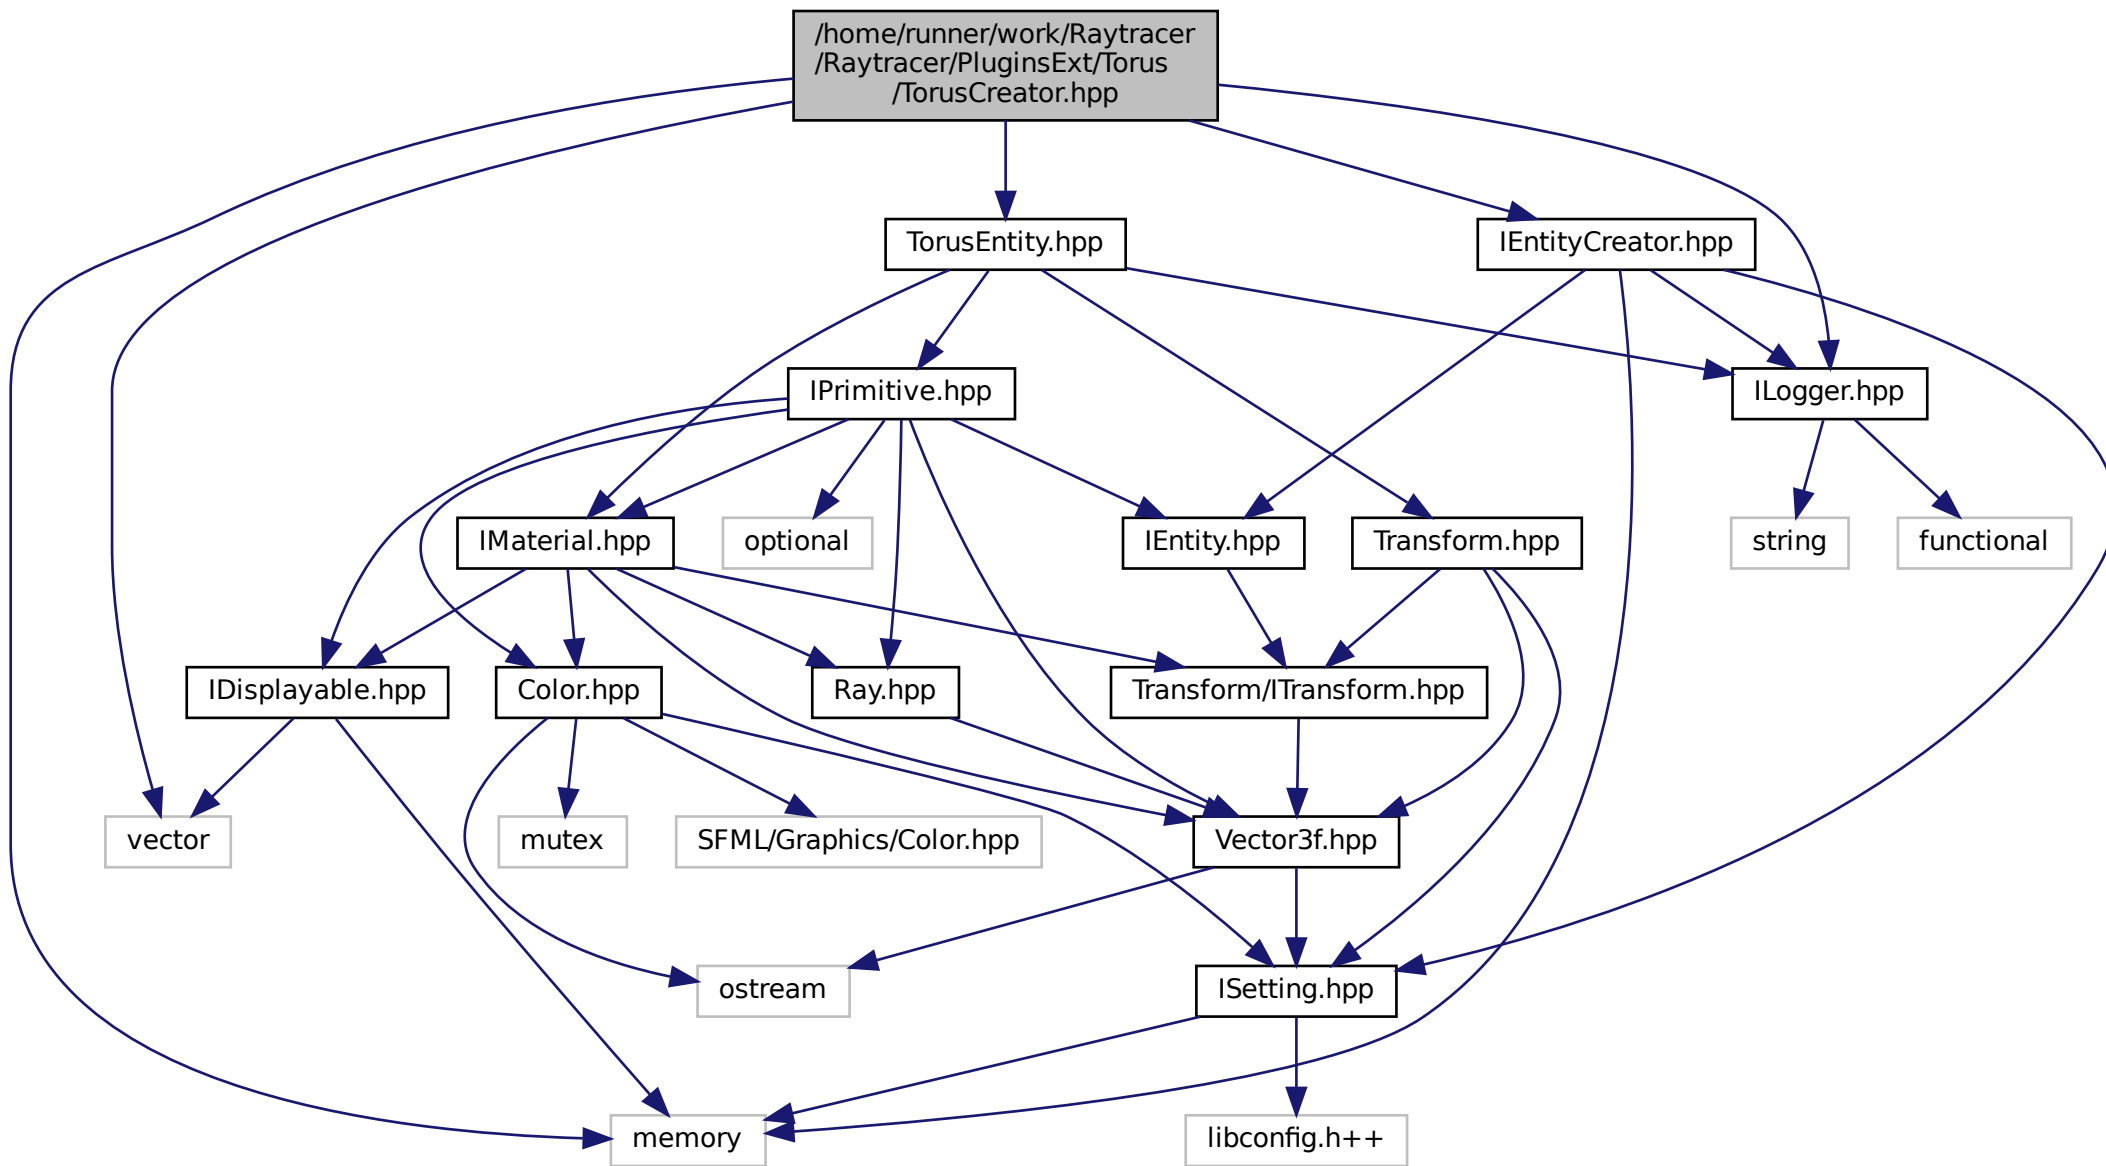 /home/runner/work/Raytracer
/Raytracer/PluginsExt/Torus
/TorusCreator.hpp
TorusEntity.hpp
IEntityCreator.hpp
IPrimitive.hpp
ILogger.hpp
IMaterial.hpp
optional
IEntity.hpp
Transform.hpp
string
functional
IDisplayable.hpp
Color.hpp
Ray.hpp
Transform/ITransform.hpp
vector
mutex
SFML/Graphics/Color.hpp
Vector3f.hpp
ostream
ISetting.hpp
memory
libconfig.h++